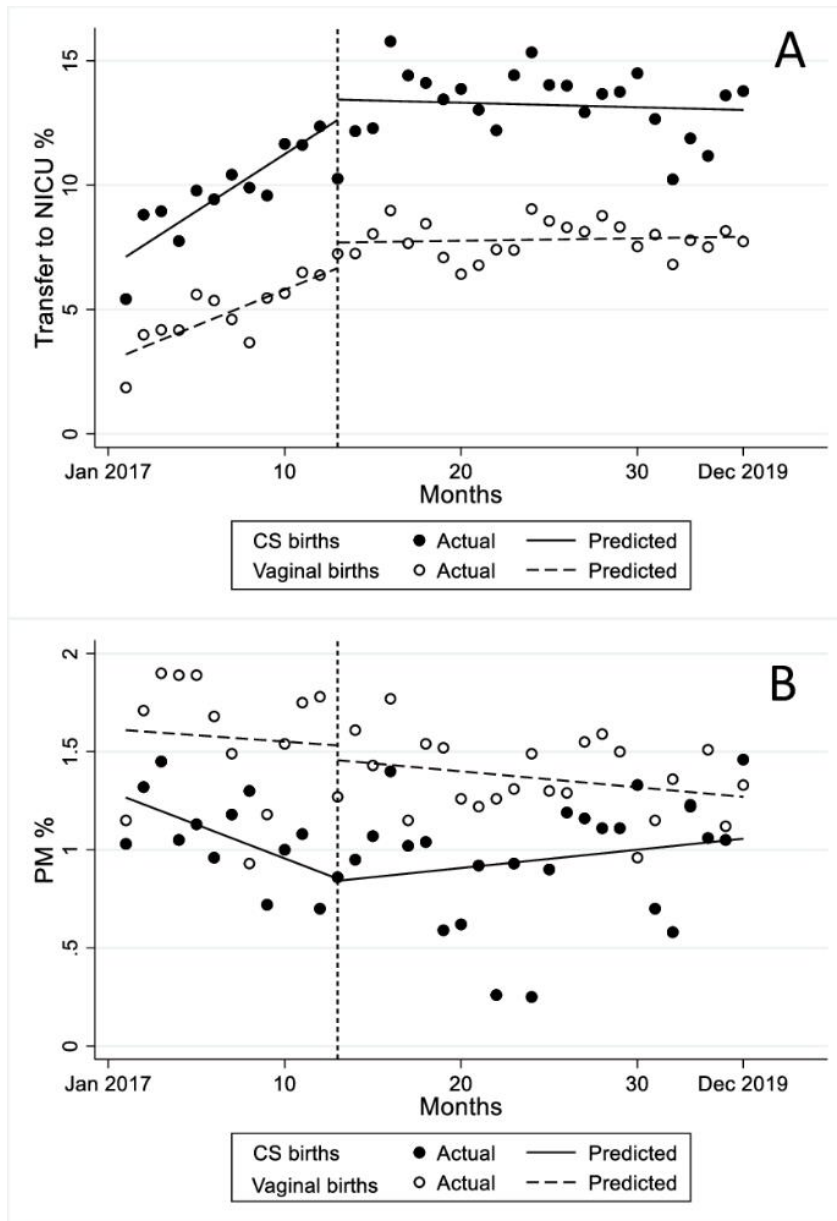 A
Transfer to NICU %
15
10
5
0
Jan 2017 10 20 30 Dec 2019
Months
CS births Actual Predicted
Vaginal births Actual Predicted
B
PM %
2
1.5
1
.5
0
Jan 2017 10 20 30 Dec 2019
Months
CS births Actual Predicted
Vaginal births Actual Predicted